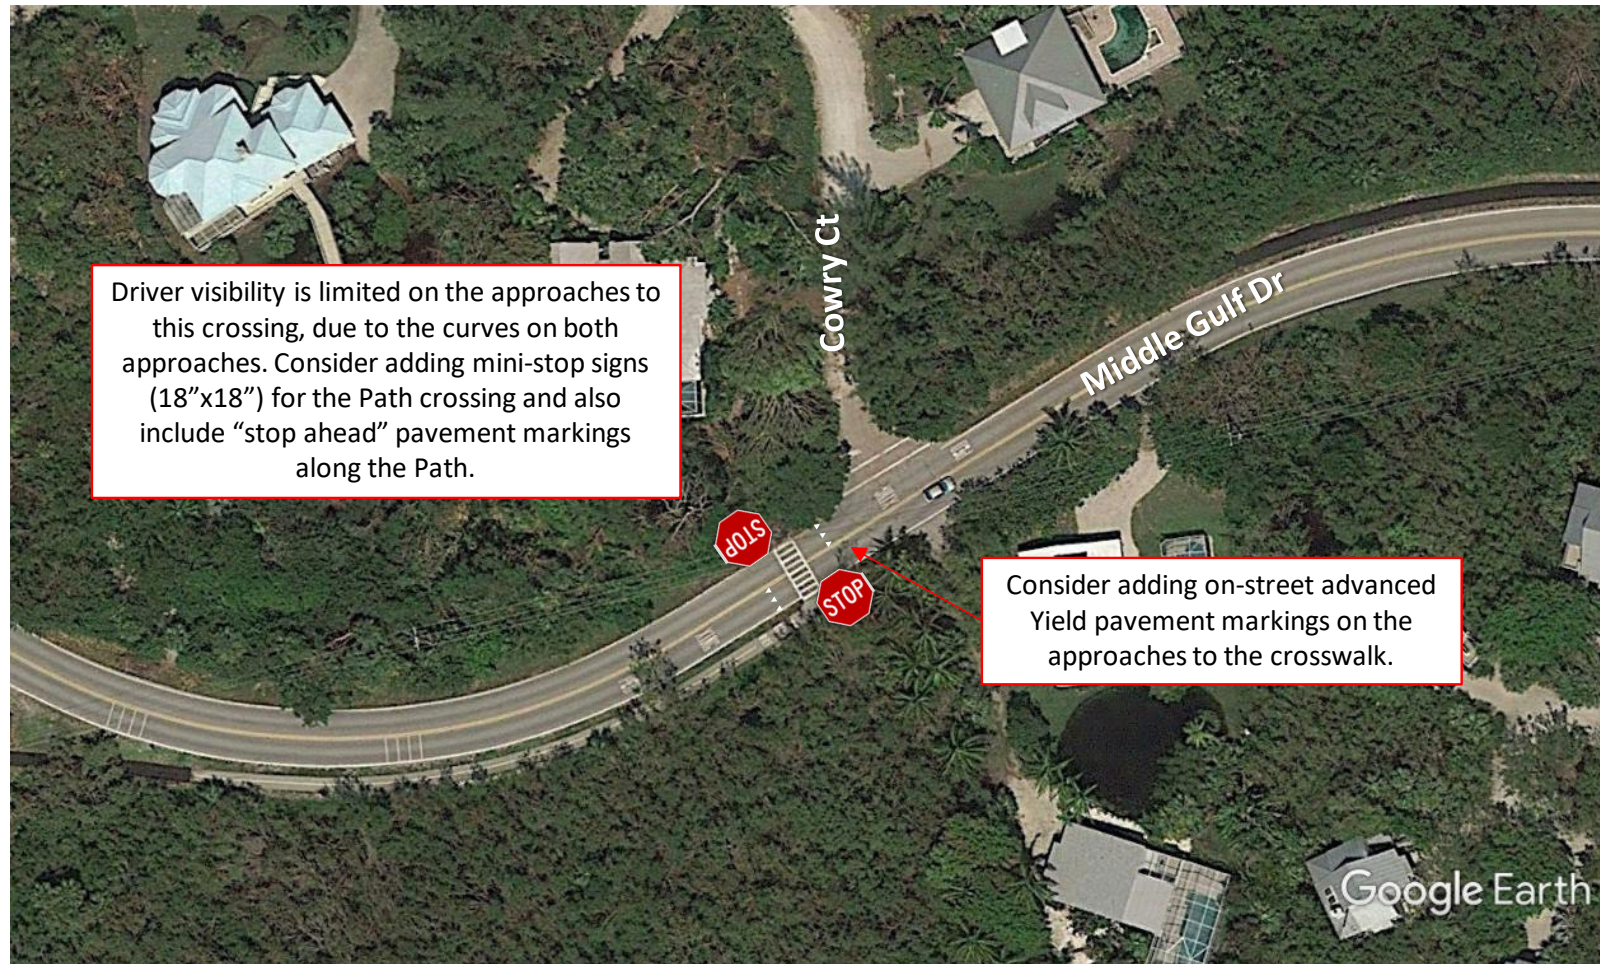 Cowry Ct
Middle Gulf Dr
Driver visibility is limited on the approaches to
this crossing, due to the curves on both
approaches. Consider adding mini-stop signs
(18”x18”) for the Path crossing and also
include “stop ahead” pavement markings
along the Path.
STOP
STOP
Consider adding on-street advanced
Yield pavement markings on the
approaches to the crosswalk.
Google Earth